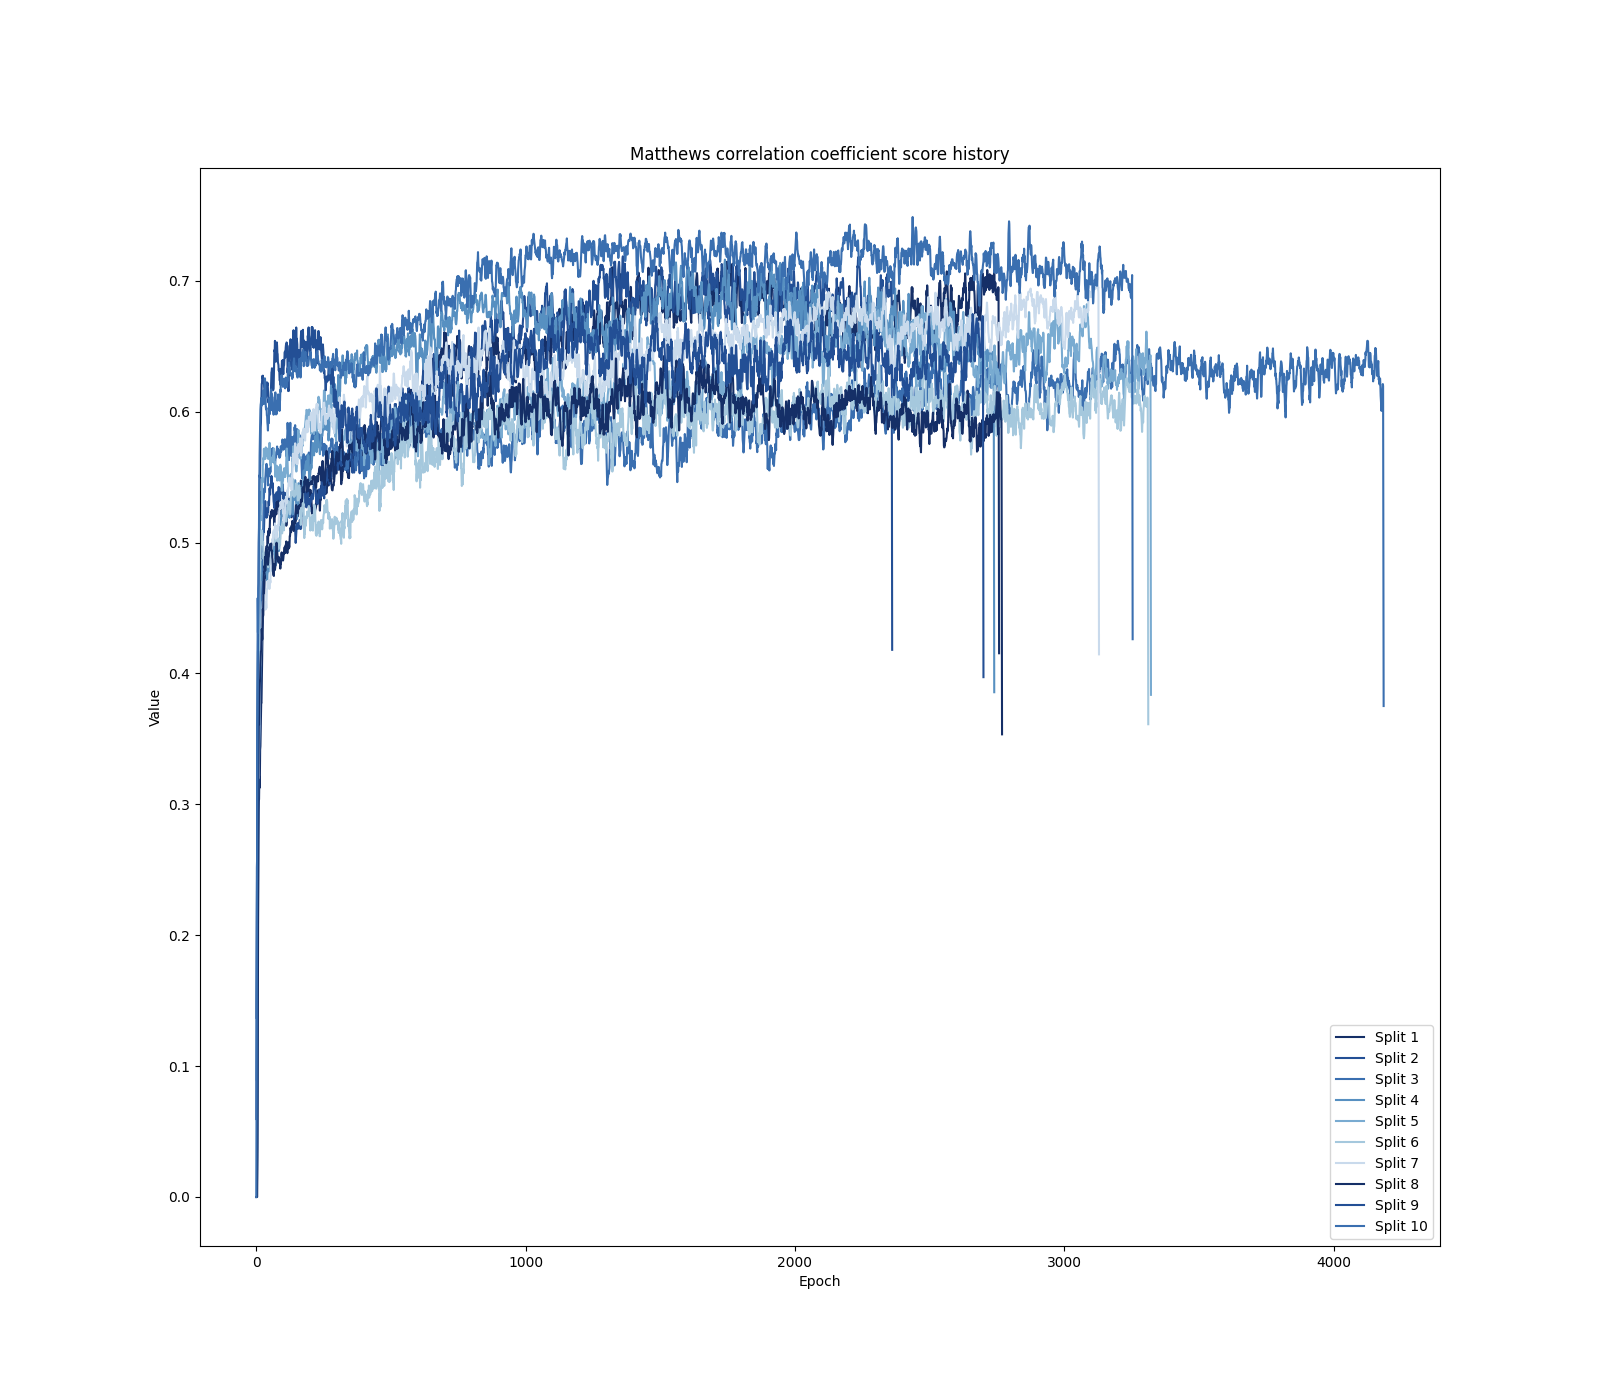 Matthews correlation coefficient score history
0.7
0.6
0.5
0.4
0.3
0.2
0.1
0.0
Value
0 1000 2000 3000 4000
Epoch
Split 1
Split 2
Split 3
Split 4
Split 5
Split 6
Split 7
Split 8
Split 9
Split 10